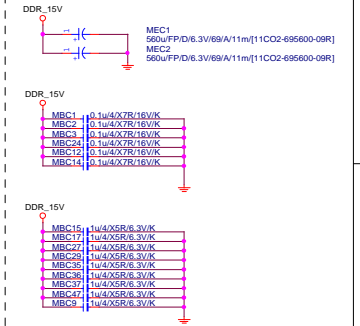 DDR_15V
1 MEC1
560u/FP/D/6.3V/69/A/11m/[11CO2-695600-09R]
1 MEC2
560u/FP/D/6.3V/69/A/11m/[11CO2-695600-09R]
DDR_15V
MBC1 0.1u/4/X7R/16V/K
MBC2 0.1u/4/X7R/16V/K
MBC3 0.1u/4/X7R/16V/K
MBC24 0.1u/4/X7R/16V/K
MBC12 0.1u/4/X7R/16V/K
MBC14 0.1u/4/X7R/16V/K
DDR_15V
MBC15 1u/4/X5R/6.3V/K
MBC17 1u/4/X5R/6.3V/K
MBC27 1u/4/X5R/6.3V/K
MBC29 1u/4/X5R/6.3V/K
MBC35 1u/4/X5R/6.3V/K
MBC36 1u/4/X5R/6.3V/K
MBC37 1u/4/X5R/6.3V/K
MBC47 1u/4/X5R/6.3V/K
MBC9 1u/4/X5R/6.3V/K